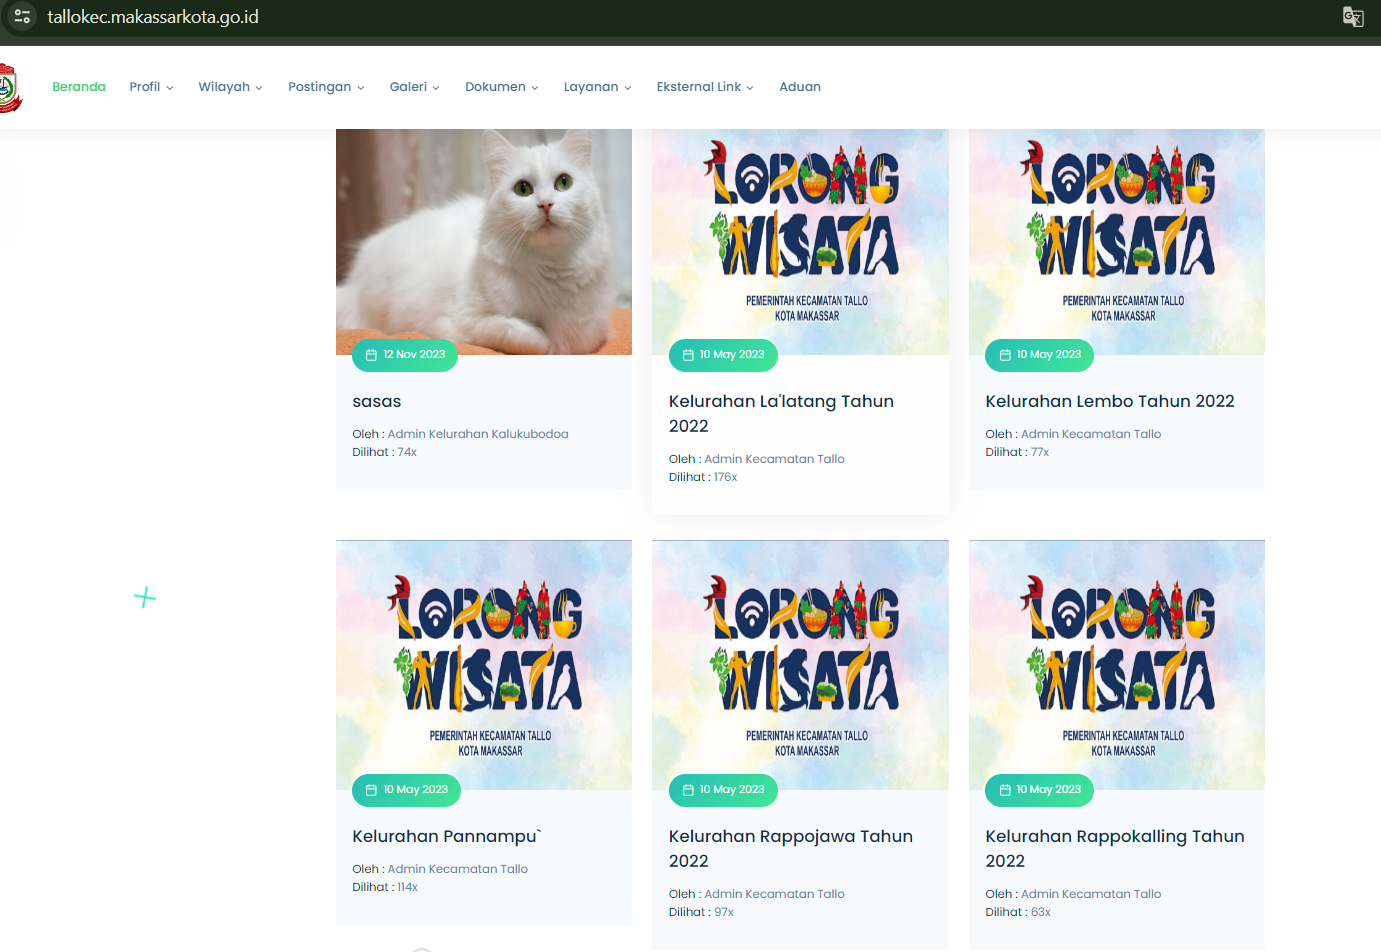 tallokec.makassarkota.go.id
Beranda Profil Wilayah Postingan Galeri Dokumen Layanan Eksternal Link Aduan
12 Nov 2023
sasas
Oleh : Admin Kelurahan Kalukubodoa
Dilihat : 74x
LORONG
WISATA
PEMERINTAH KECAMATAN TALLO
KOTA MAKASSAR
10 May 2023
Kelurahan La'latang Tahun
2022
Oleh : Admin Kecamatan Tallo
Dilihat : 176x
LORONG
WISATA
PEMERINTAH KECAMATAN TALLO
KOTA MAKASSAR
10 May 2023
Kelurahan Lembo Tahun 2022
Oleh : Admin Kecamatan Tallo
Dilihat : 77x
LORONG
WISATA
PEMERINTAH KECAMATAN TALLO
KOTA MAKASSAR
10 May 2023
Kelurahan Pannampu`
Oleh : Admin Kecamatan Tallo
Dilihat : 114x
LORONG
WISATA
PEMERINTAH KECAMATAN TALLO
KOTA MAKASSAR
10 May 2023
Kelurahan Rappojawa Tahun
2022
Oleh : Admin Kecamatan Tallo
Dilihat : 97x
LORONG
WISATA
PEMERINTAH KECAMATAN TALLO
KOTA MAKASSAR
10 May 2023
Kelurahan Rappokalling Tahun
2022
Oleh : Admin Kecamatan Tallo
Dilihat : 63x